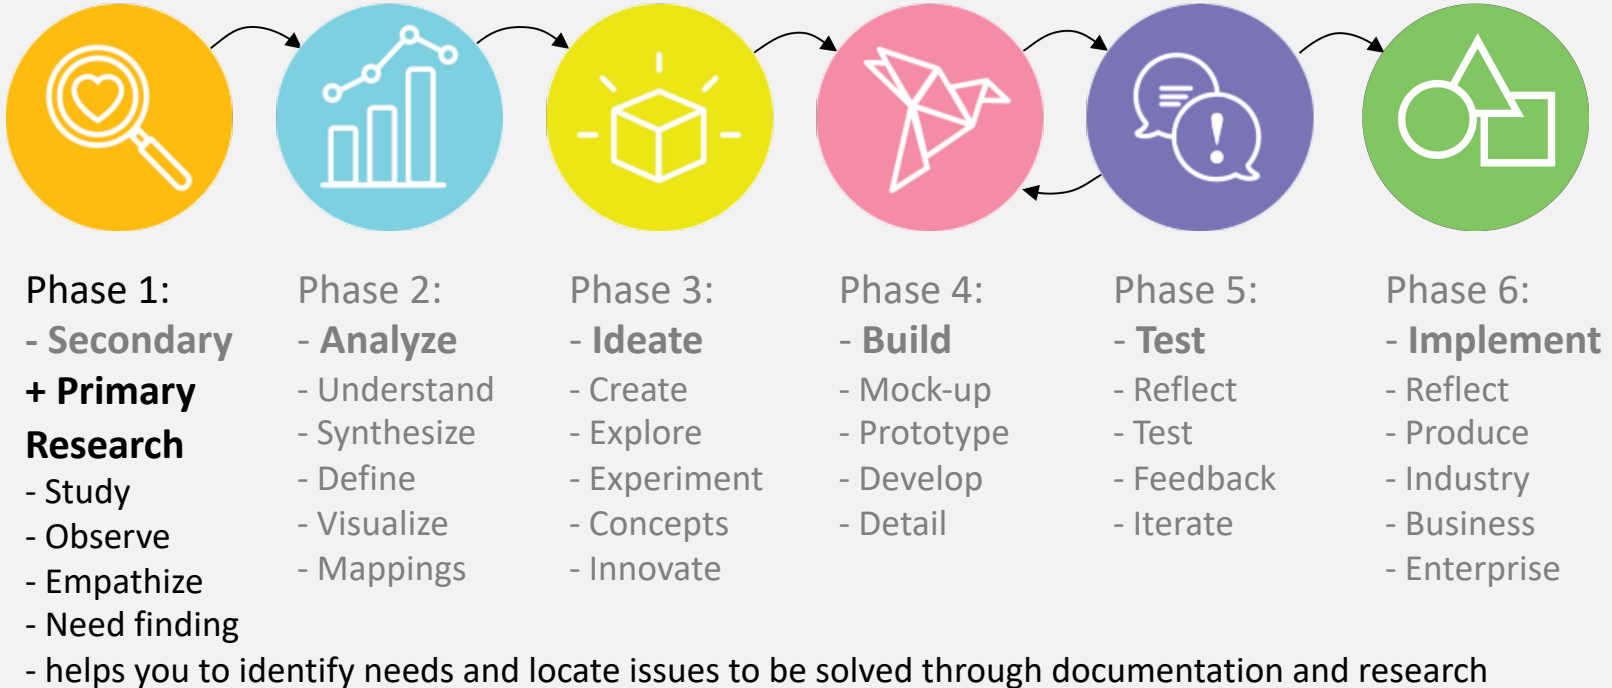 Phase 1:
- Secondary
+ Primary
Research
- Study
- Observe
- Empathize
- Need finding
- helps you to identify needs and locate issues to be solved through documentation and research
Phase 2:
- Analyze
- Understand
- Synthesize
- Define
- Visualize
- Mappings
Phase 3:
- Ideate
- Create
- Explore
- Experiment
- Concepts
- Innovate
Phase 4:
- Build
- Mock-up
- Prototype
- Develop
- Detail
Phase 5:
- Test
- Reflect
- Test
- Feedback
- Iterate
Phase 6:
- Implement
- Reflect
- Produce
- Industry
- Business
- Enterprise